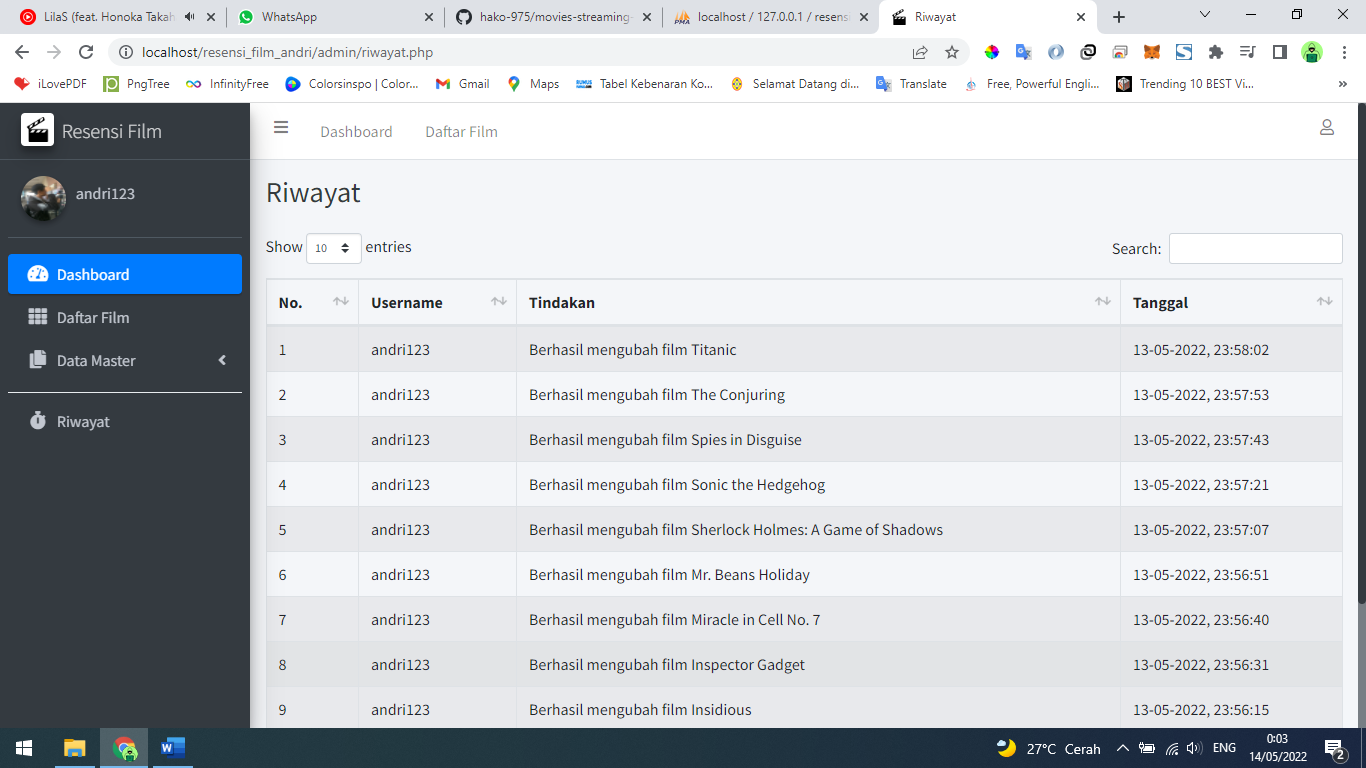 LilaS (feat. Honoka Takah
WhatsApp
hako-975/movies-streaming-
localhost / 127.0.0.1 / resensi
Riwayat
localhost/resensi_film_andri/admin/riwayat.php
iLovePDF
PngTree
InfinityFree
Colorsinspo | Color...
Gmail
Maps
Tabel Kebenaran Ko...
Selamat Datang di...
Translate
Free, Powerful Engli...
Trending 10 BEST Vi...
Resensi Film
Dashboard
Daftar Film
andri123
Dashboard
Daftar Film
Data Master
Riwayat
Riwayat
Show 10 entries
Search:
No. Username Tindakan Tanggal
1 andri123 Berhasil mengubah film Titanic 13-05-2022, 23:58:02
2 andri123 Berhasil mengubah film The Conjuring 13-05-2022, 23:57:53
3 andri123 Berhasil mengubah film Spies in Disguise 13-05-2022, 23:57:43
4 andri123 Berhasil mengubah film Sonic the Hedgehog 13-05-2022, 23:57:21
5 andri123 Berhasil mengubah film Sherlock Holmes: A Game of Shadows 13-05-2022, 23:57:07
6 andri123 Berhasil mengubah film Mr. Beans Holiday 13-05-2022, 23:56:51
7 andri123 Berhasil mengubah film Miracle in Cell No. 7 13-05-2022, 23:56:40
8 andri123 Berhasil mengubah film Inspector Gadget 13-05-2022, 23:56:31
9 andri123 Berhasil mengubah film Insidious 13-05-2022, 23:56:15
27°C Cerah
ENG
0:03
14/05/2022
2